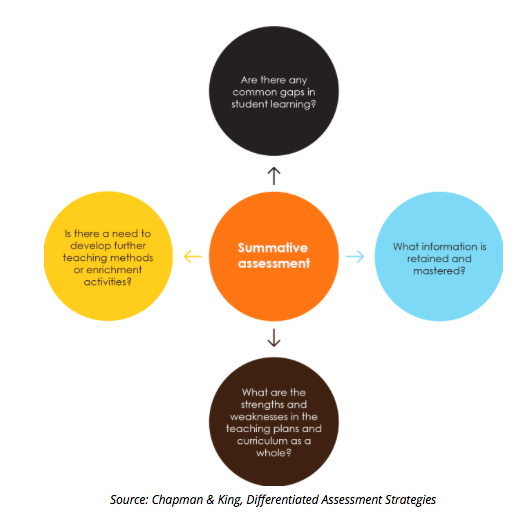 Are there any
common gaps in
student learning?
Is there a need to
develop further
teaching methods
or enrichment
activities?
Summative
assessment
What information is
retained and
mastered?
What are the
strengths and
weaknesses in the
teaching plans and
curriculum as a
whole?
Source: Chapman & King, Differentiated Assessment Strategies